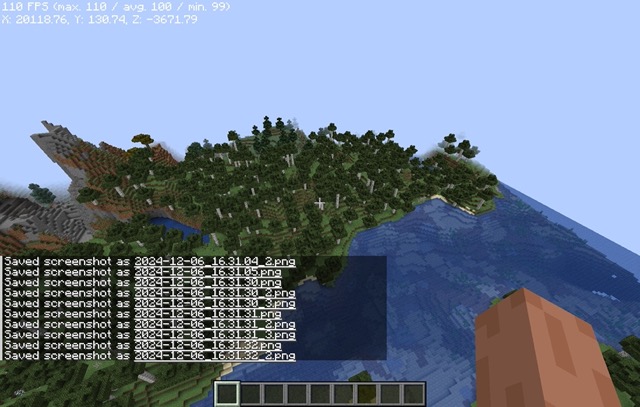 110 FPS (max. 110 / avg. 100 / min. 99)
X: 20118.76, Y: 130.74, Z: -3671.79
Saved screenshot as 2024-12-06_16.31.04_2.png
Saved screenshot as 2024-12-06_16.31.05.png
Saved screenshot as 2024-12-06_16.31.30.png
Saved screenshot as 2024-12-06_16.31.30_2.png
Saved screenshot as 2024-12-06_16.31.30_3.png
Saved screenshot as 2024-12-06_16.31.31.png
Saved screenshot as 2024-12-06_16.31.31_2.png
Saved screenshot as 2024-12-06_16.31.31_3.png
Saved screenshot as 2024-12-06_16.31.32.png
Saved screenshot as 2024-12-06_16.31.32_2.png